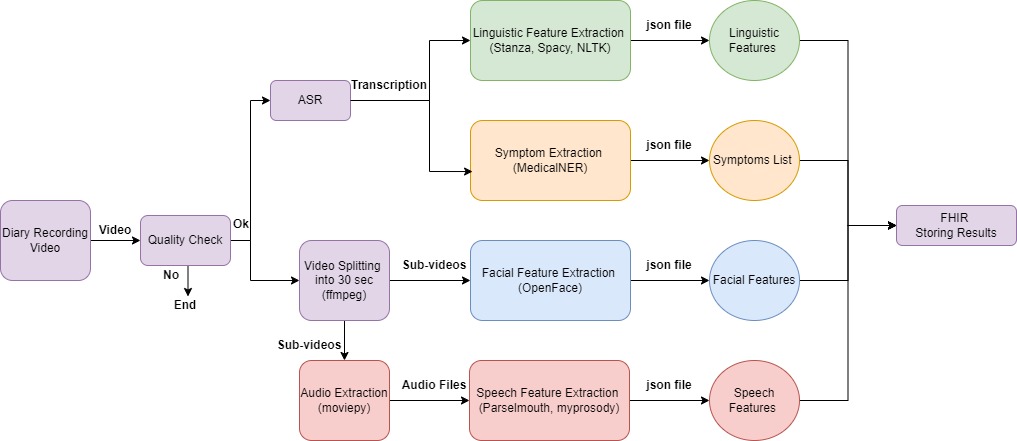 Linguistic Feature Extraction
(Stanza, Spacy, NLTK)
json file
Linguistic
Features
Transcription
ASR
Symptom Extraction
(MedicalNER)
json file
Symptoms List
Diary Recording
Video
Video
Quality Check
Ok
No
End
FHIR
Storing Results
Video Splitting
into 30 sec
(ffmpeg)
Sub-videos
Facial Feature Extraction
(OpenFace)
json file
Facial Features
Sub-videos
Audio Extraction
(moviepy)
Audio Files
Speech Feature Extraction
(Parselmouth, myprosody)
json file
Speech
Features